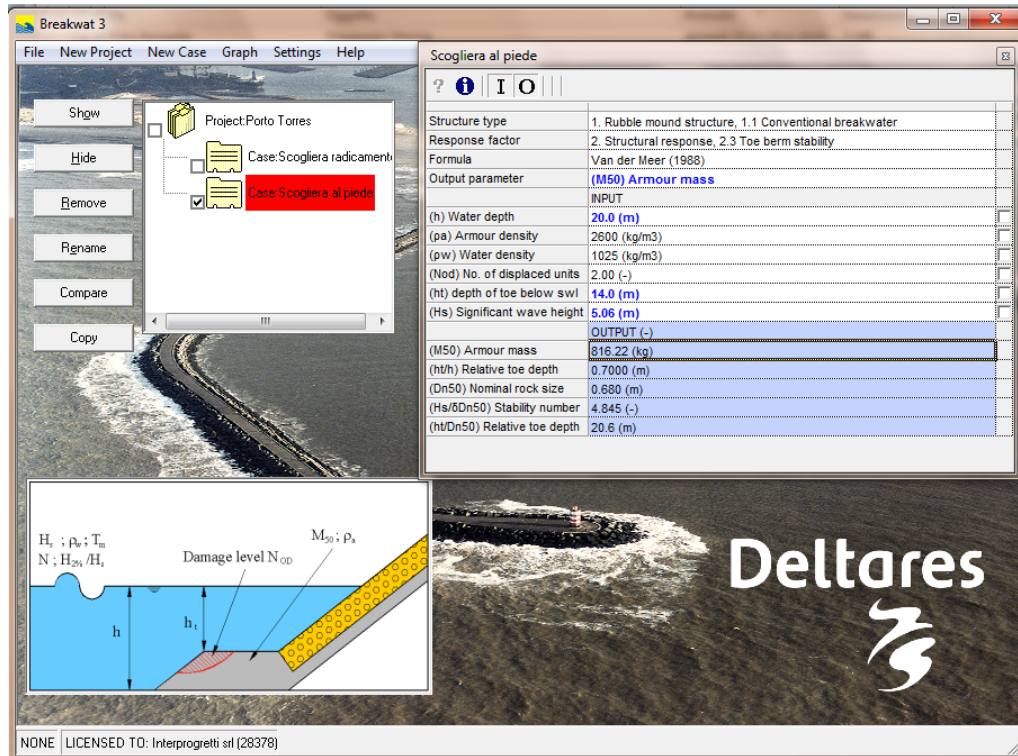 Breakwat 3
File New Project New Case Graph Settings Help
Show
Hide
Remove
Rename
Compare
Copy
Project:Porto Torres
Case:Scogliera radicament
Case:Scogliera al piede
Scogliera al piede
? i I O
Structure type 1. Rubble mound structure, 1.1 Conventional breakwater
Response factor 2. Structural response, 2.3 Toe berm stability
Formula Van der Meer (1988)
Output parameter (M50) Armour mass
INPUT
(h) Water depth 20.0 (m)
(ρa) Armour density 2600 (kg/m3)
(ρw) Water density 1025 (kg/m3)
(Nod) No. of displaced units 2.00 (-)
(ht) depth of toe below swl 14.0 (m)
(Hs) Significant wave height 5.06 (m)
OUTPUT (-)
(M50) Armour mass 816.22 (kg)
(ht/h) Relative toe depth 0.7000 (m)
(Dn50) Nominal rock size 0.680 (m)
(Hs/δDn50) Stability number 4.845 (-)
(ht/Dn50) Relative toe depth 20.6 (m)
Hs ; ρw ; Tm
N ; H2% /Hs
Damage level NOD
M50 ; ρa
h
ht
Deltares
NONE LICENSED TO: Interprogretti srl (28378)